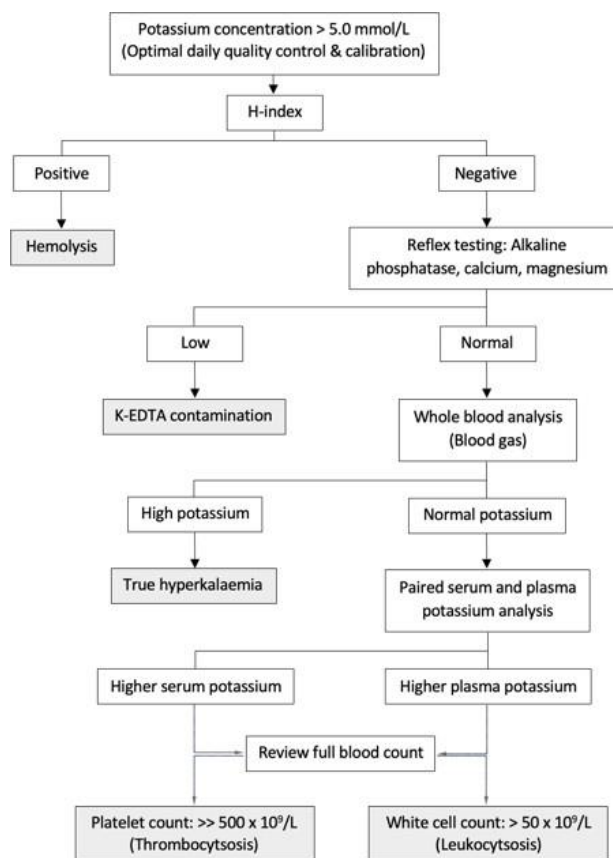 Potassium concentration > 5.0 mmol/L
(Optimal daily quality control & calibration)
H-index
Positive
Negative
Hemolysis
Reflex testing: Alkaline
phosphatase, calcium, magnesium
Low
Normal
K-EDTA contamination
Whole blood analysis
(Blood gas)
High potassium
Normal potassium
True hyperkalaemia
Paired serum and plasma
potassium analysis
Higher serum potassium
Higher plasma potassium
Review full blood count
Platelet count: >> 500 x 10⁹/L
(Thrombocytsosis)
White cell count: > 50 x 10⁹/L
(Leukocytsosis)